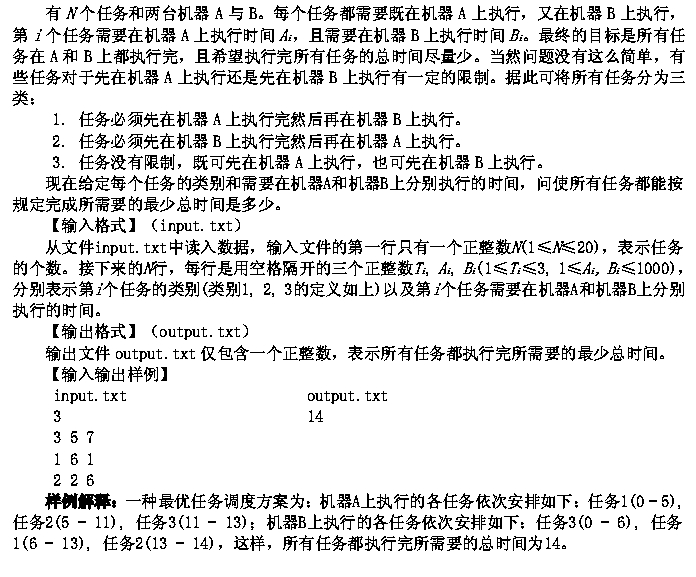 有 N个任务和两台机器 A 与 B。每个任务都需要既在机器 A 上执行，又在机器 B 上执行，
第 i 个任务需要在机器 A 上执行时间 Ai，且需要在机器 B 上执行时间 Bi。最终的目标是所有任
务在 A 和 B 上都执行完，且希望执行完所有任务的总时间尽量少。当然问题没有这么简单，有
些任务对于先在机器 A 上执行还是先在机器 B 上执行有一定的限制。据此可将所有任务分为三
类：
1. 任务必须先在机器 A 上执行完然后再在机器 B 上执行。
2. 任务必须先在机器 B 上执行完然后再在机器 A 上执行。
3. 任务没有限制，既可先在机器 A 上执行，也可先在机器 B 上执行。
现在给定每个任务的类别和需要在机器A和机器B上分别执行的时间，问使所有任务都能按
规定完成所需要的最少总时间是多少。
【输入格式】（input.txt）
从文件input.txt中读入数据，输入文件的第一行只有一个正整数N(1≤N≤20)，表示任务
的个数。接下来的N行，每行是用空格隔开的三个正整数Ti, Ai, Bi(1≤Ti≤3, 1≤Ai, Bi≤1000)，
分别表示第i个任务的类别(类别1, 2, 3的定义如上)以及第i个任务需要在机器A和机器B上分别
执行的时间。
【输出格式】（output.txt）
输出文件 output.txt 仅包含一个正整数，表示所有任务都执行完所需要的最少总时间。
【输入输出样例】
input.txt output.txt
3 14
3 5 7
1 6 1
2 2 6
样例解释：一种最优任务调度方案为：机器A上执行的各任务依次安排如下：任务1(0-5)，
任务2(5 - 11)，任务3(11 - 13)；机器B上执行的各任务依次安排如下：任务3(0 - 6)，任务
1(6 - 13)，任务2(13 - 14)，这样，所有任务都执行完所需要的总时间为14。